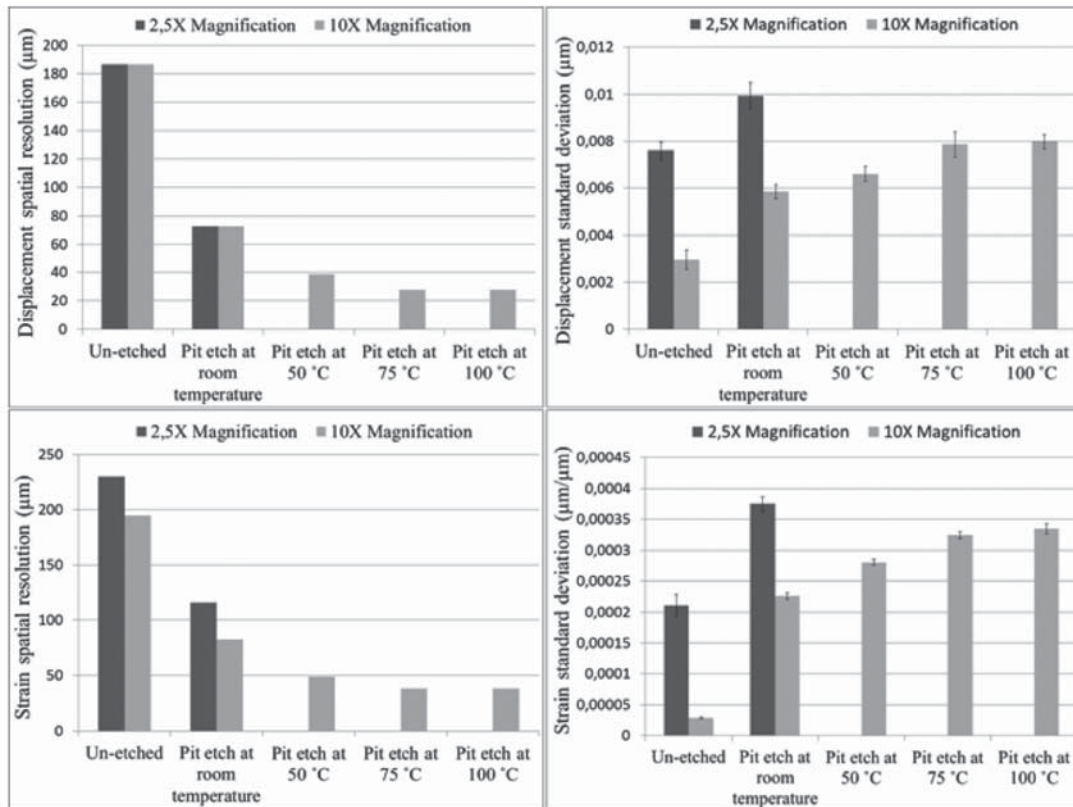 2,5X Magnification 10X Magnification
Displacement spatial resolution (µm)
200
180
160
140
120
100
80
60
40
20
0
Un-etched Pit etch at room temperature Pit etch at 50 ˚C Pit etch at 75 ˚C Pit etch at 100 ˚C
2,5X Magnification 10X Magnification
Displacement standard deviation (µm)
0,012
0,01
0,008
0,006
0,004
0,002
0
Un-etched Pit etch at room temperature Pit etch at 50 ˚C Pit etch at 75 ˚C Pit etch at 100 ˚C
2,5X Magnification 10X Magnification
Strain spatial resolution (µm)
250
200
150
100
50
0
Un-etched Pit etch at room temperature Pit etch at 50 ˚C Pit etch at 75 ˚C Pit etch at 100 ˚C
2,5X Magnification 10X Magnification
Strain standard deviation (µm/µm)
0,00045
0,0004
0,00035
0,0003
0,00025
0,0002
0,00015
0,0001
0,00005
0
Un-etched Pit etch at room temperature Pit etch at 50 ˚C Pit etch at 75 ˚C Pit etch at 100 ˚C